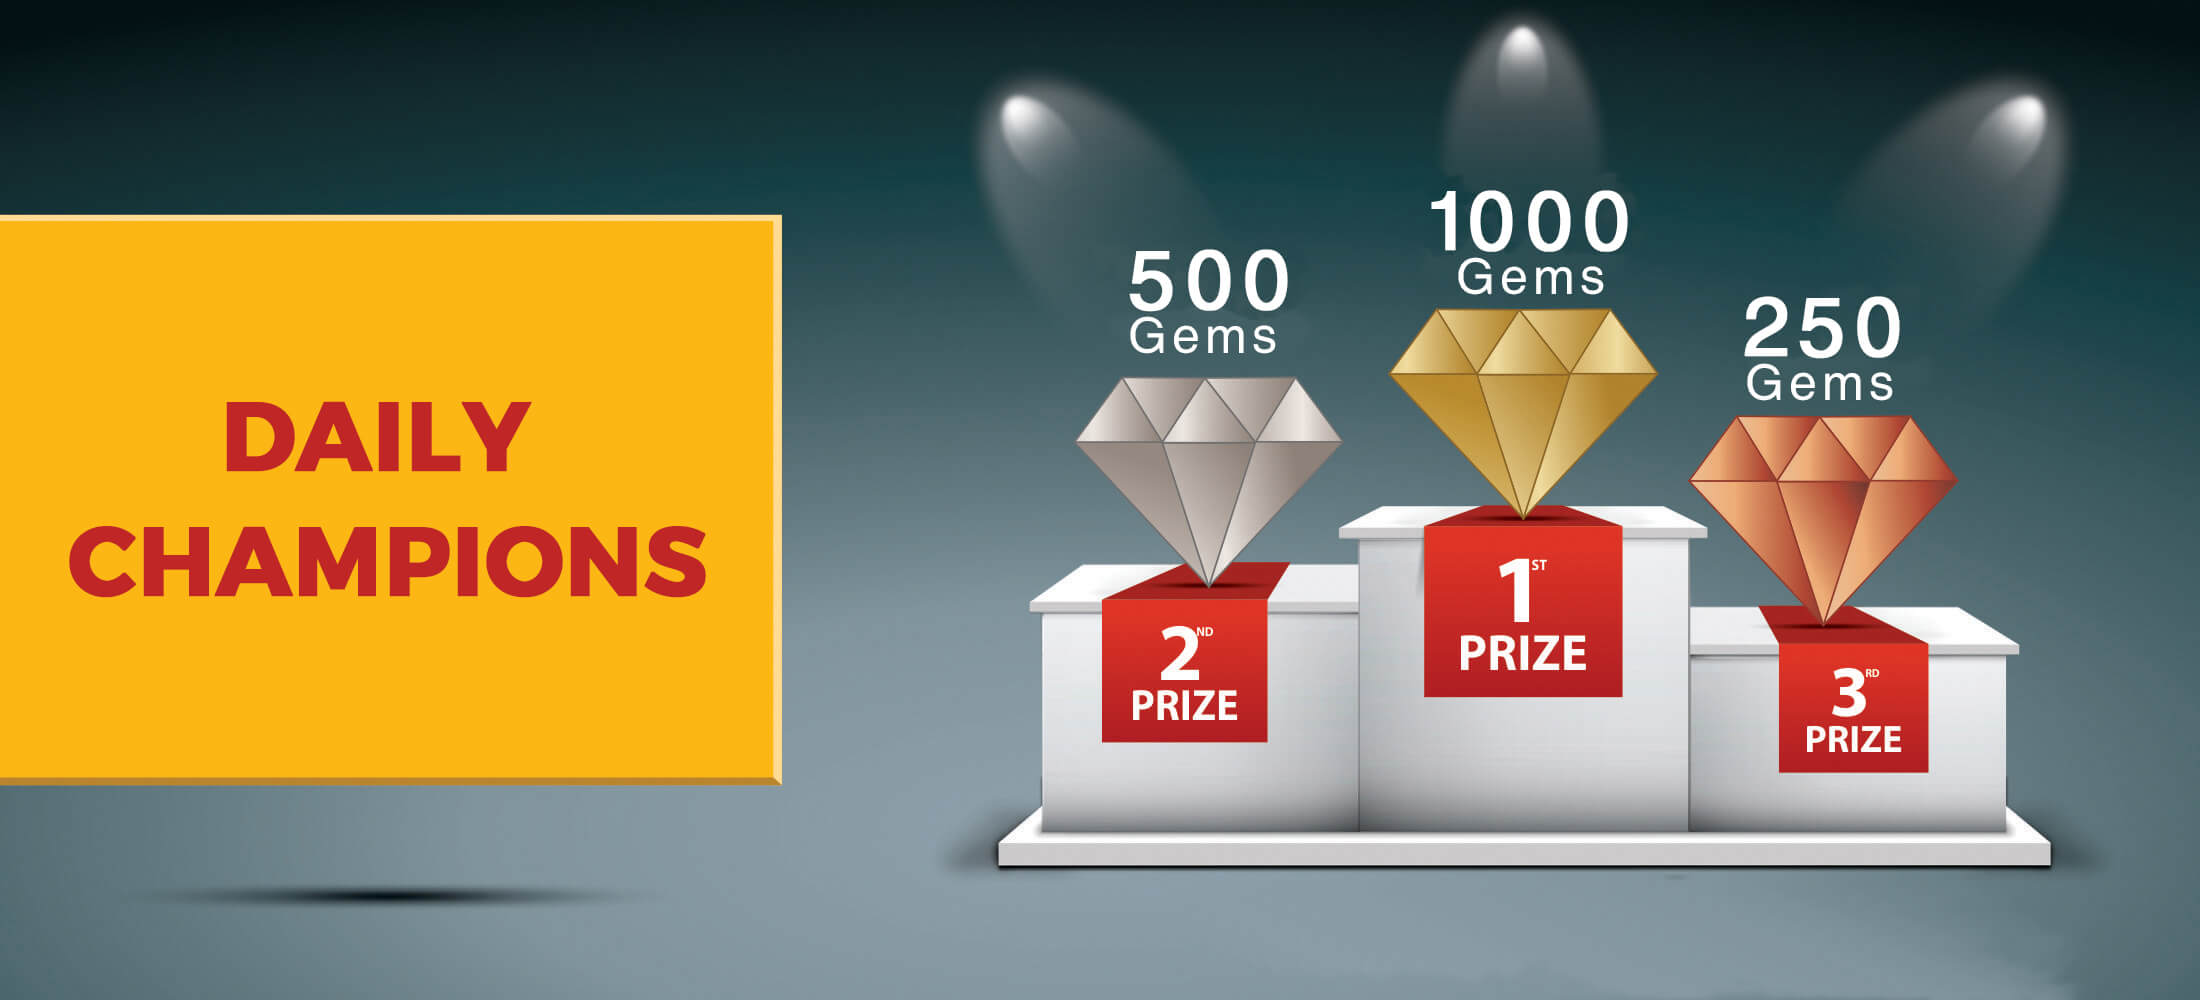 DAILY
CHAMPIONS
500
Gems
1000
Gems
250
Gems
2ND
PRIZE
1ST
PRIZE
3RD
PRIZE